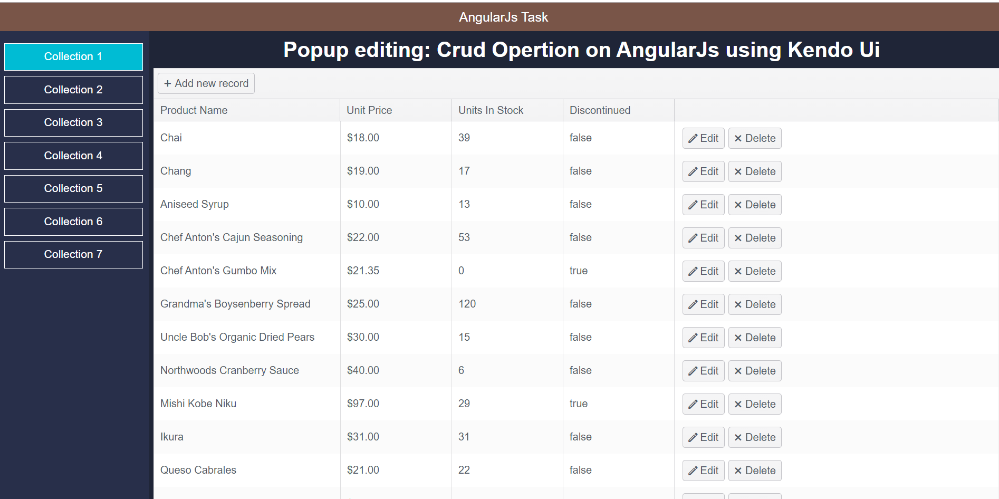 AngularJs Task
Collection 1
Collection 2
Collection 3
Collection 4
Collection 5
Collection 6
Collection 7
Popup editing: Crud Opertion on AngularJs using Kendo Ui
+ Add new record
Product Name Unit Price Units In Stock Discontinued
Chai $18.00 39 false Edit Delete
Chang $19.00 17 false Edit Delete
Aniseed Syrup $10.00 13 false Edit Delete
Chef Anton's Cajun Seasoning $22.00 53 false Edit Delete
Chef Anton's Gumbo Mix $21.35 0 true Edit Delete
Grandma's Boysenberry Spread $25.00 120 false Edit Delete
Uncle Bob's Organic Dried Pears $30.00 15 false Edit Delete
Northwoods Cranberry Sauce $40.00 6 false Edit Delete
Mishi Kobe Niku $97.00 29 true Edit Delete
Ikura $31.00 31 false Edit Delete
Queso Cabrales $21.00 22 false Edit Delete